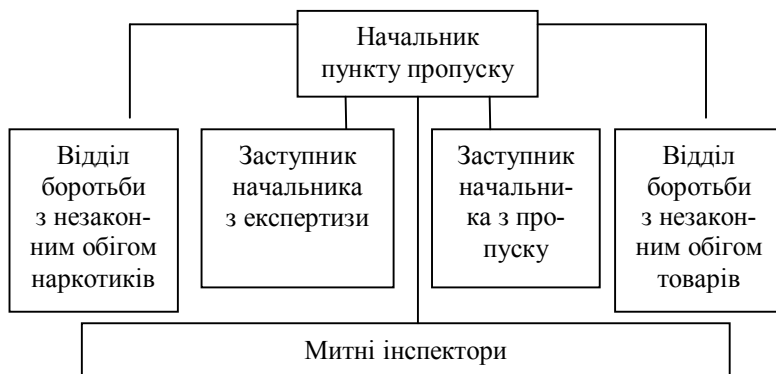 Начальник
пункту пропуску
Відділ
боротьби
з незакон-
ним обігом
наркотиків
Заступник
начальника
з експертизи
Заступник
начальни-
ка з про-
пуску
Відділ
боротьби
з незакон-
ним обігом
товарів
Митні інспектори